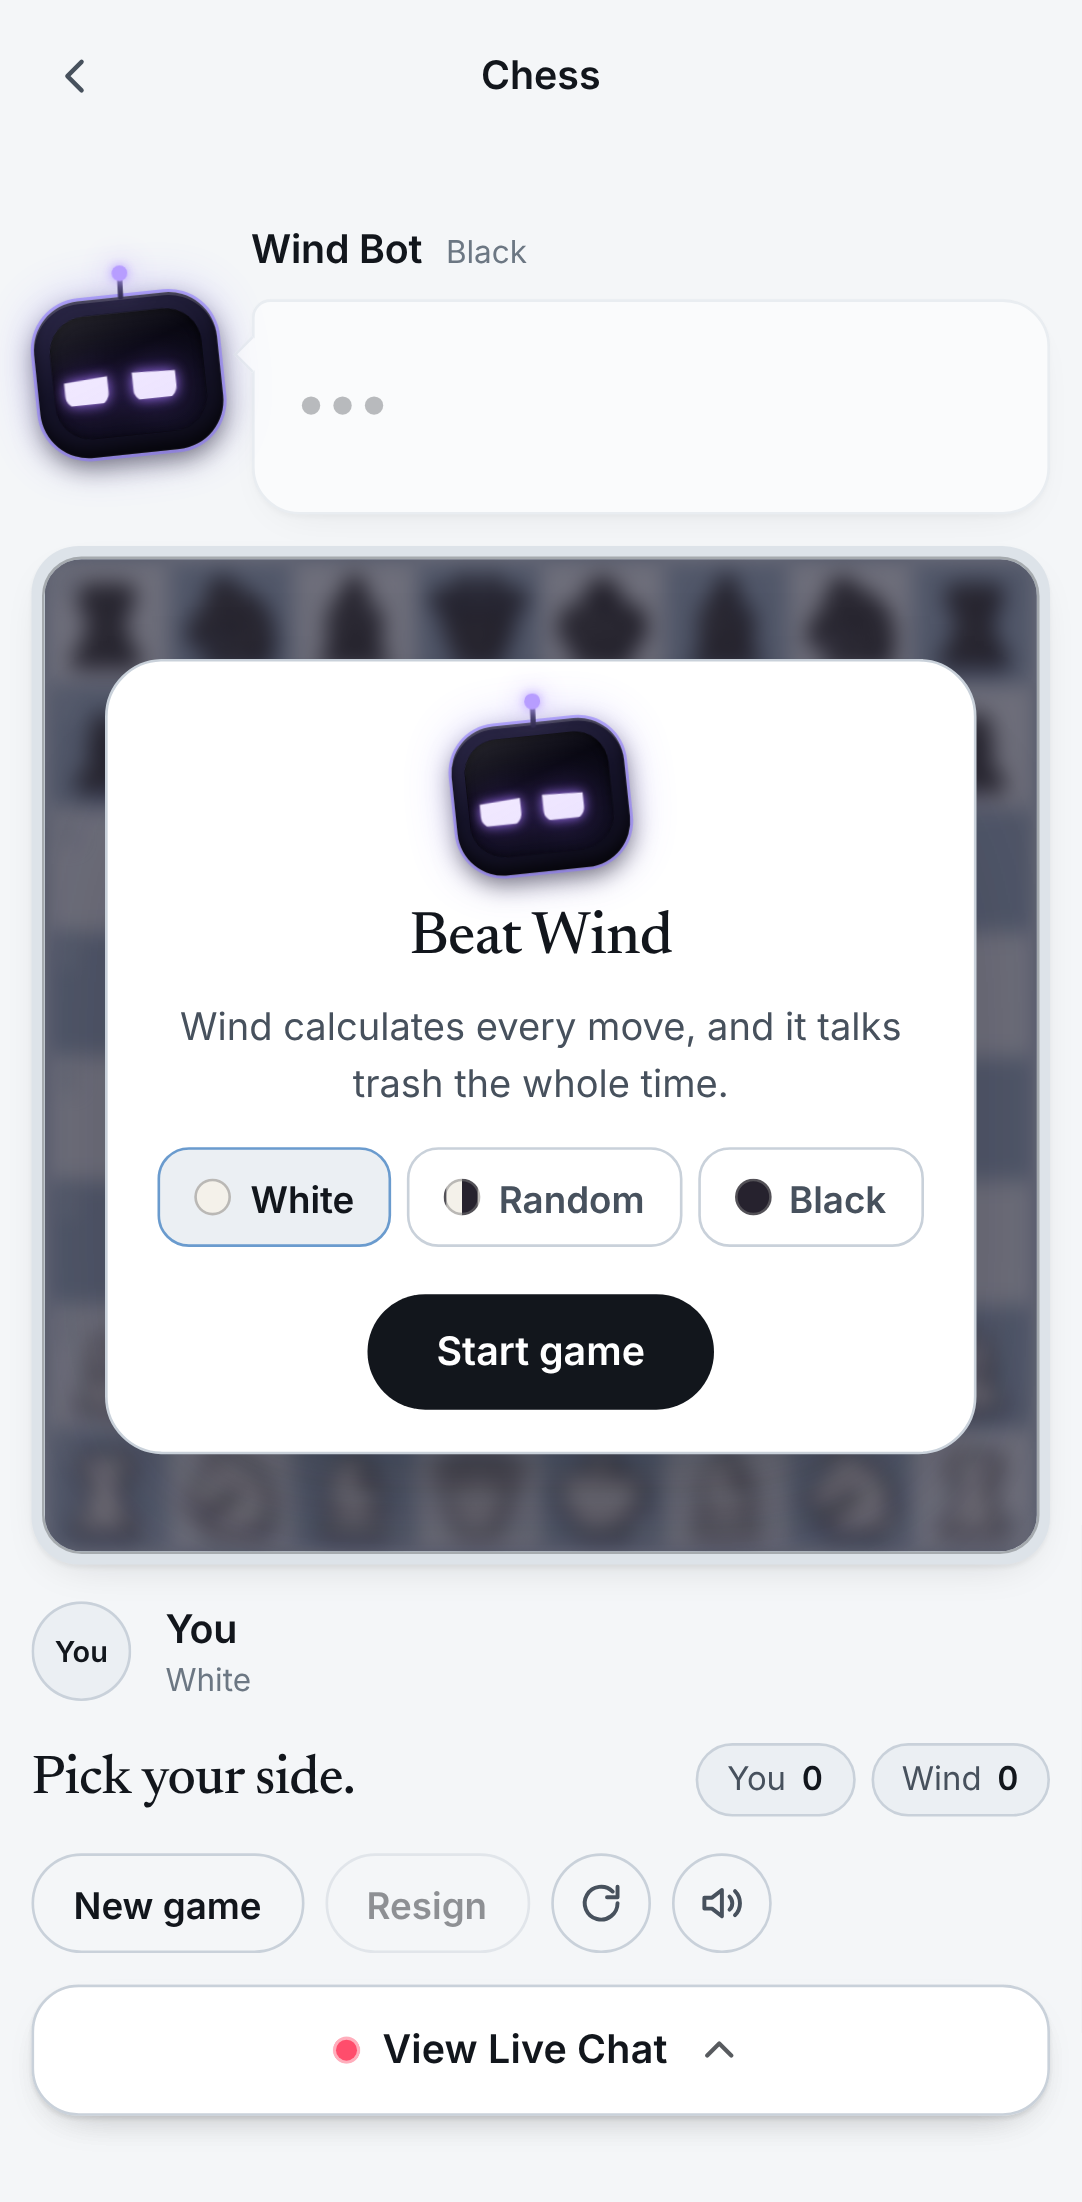 Chess
Wind Bot Black
Beat Wind
Wind calculates every move, and it talks
trash the whole time.
White Random Black
Start game
You
You
White
Pick your side.
You 0 Wind 0
New game Resign
View Live Chat